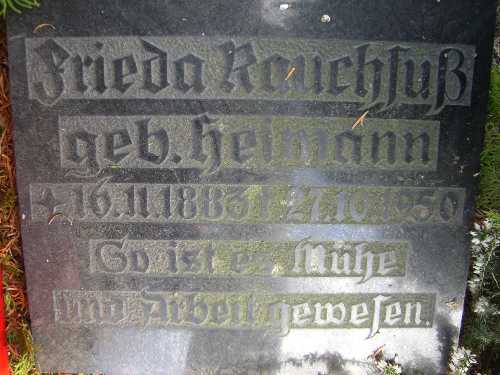 Frieda Rauchfuß
geb. Heimann
* 16.11.1883 † 27.10.1950
So ist es Mühe
und Arbeit gewesen.